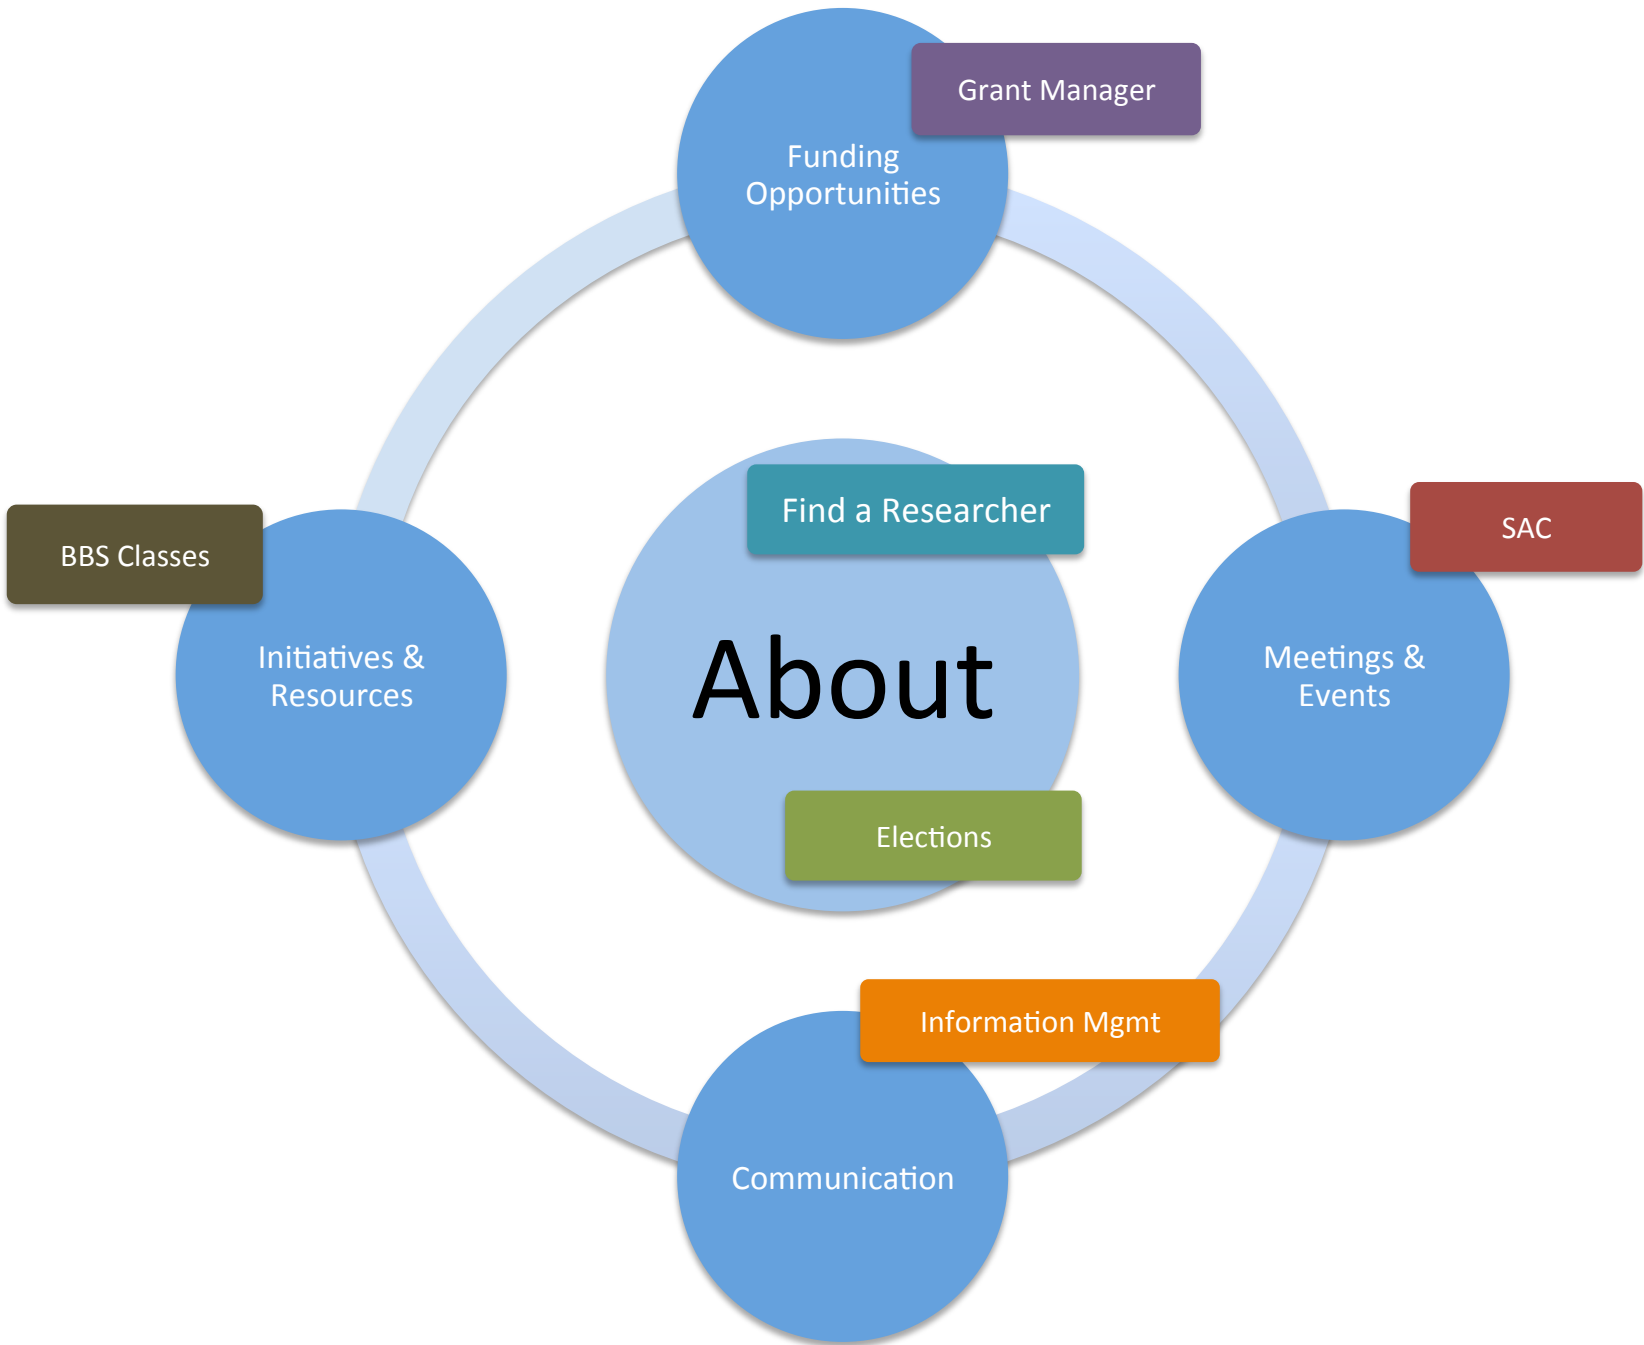 Grant Manager
Funding
Opportunities
Find a Researcher
SAC
BBS Classes
Initiatives &
Resources
About
Meetings &
Events
Elections
Information Mgmt
Communication